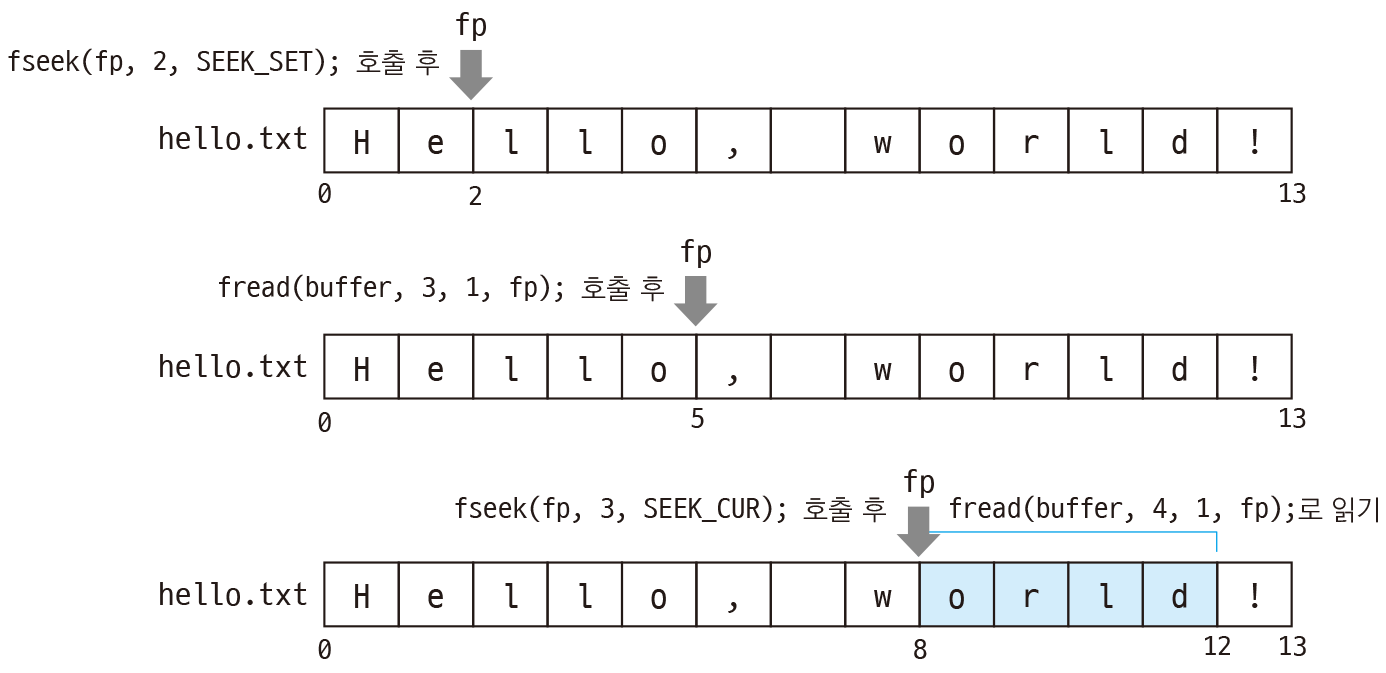 fp
fseek(fp, 2, SEEK_SET); 호출 후
hello.txt H e l l o , w o r l d !
0 2 13
fp
fread(buffer, 3, 1, fp); 호출 후
hello.txt H e l l o , w o r l d !
0 5 13
fp
fseek(fp, 3, SEEK_CUR); 호출 후 fread(buffer, 4, 1, fp);로 읽기
hello.txt H e l l o , w o r l d !
0 8 12 13